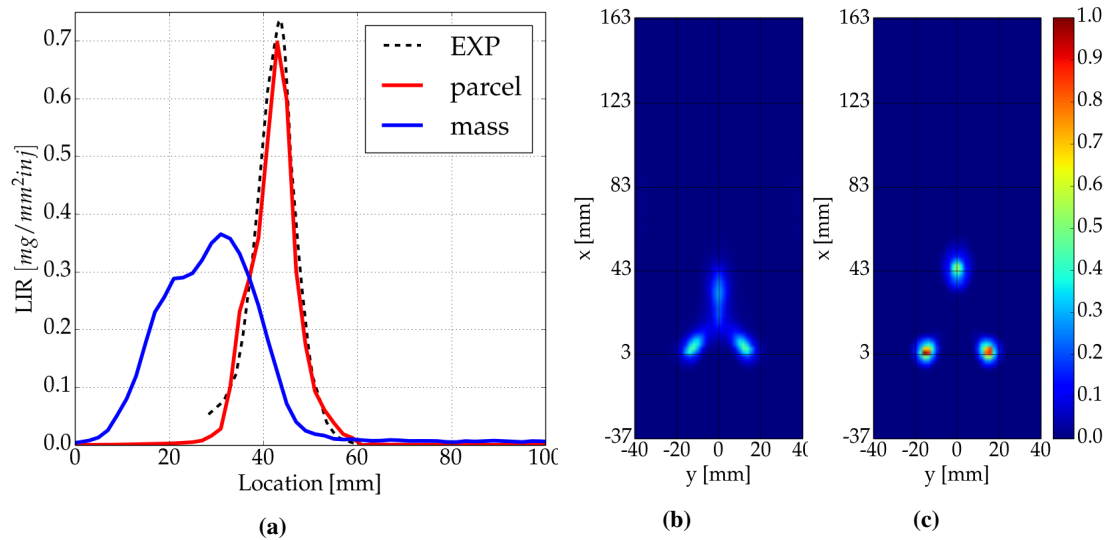 0.7
0.6
0.5
0.4
0.3
0.2
0.1
0.0
LIR [mg/mm²inj]
EXP
parcel
mass
0 20 40 60 80 100
Location [mm]
(a)
163
123
83
43
3
-37
x [mm]
-40 -20 0 20 40
y [mm]
(b)
163
123
83
43
3
-37
x [mm]
-40 -20 0 20 40
y [mm]
(c)
1.0
0.9
0.8
0.7
0.6
0.5
0.4
0.3
0.2
0.1
0.0